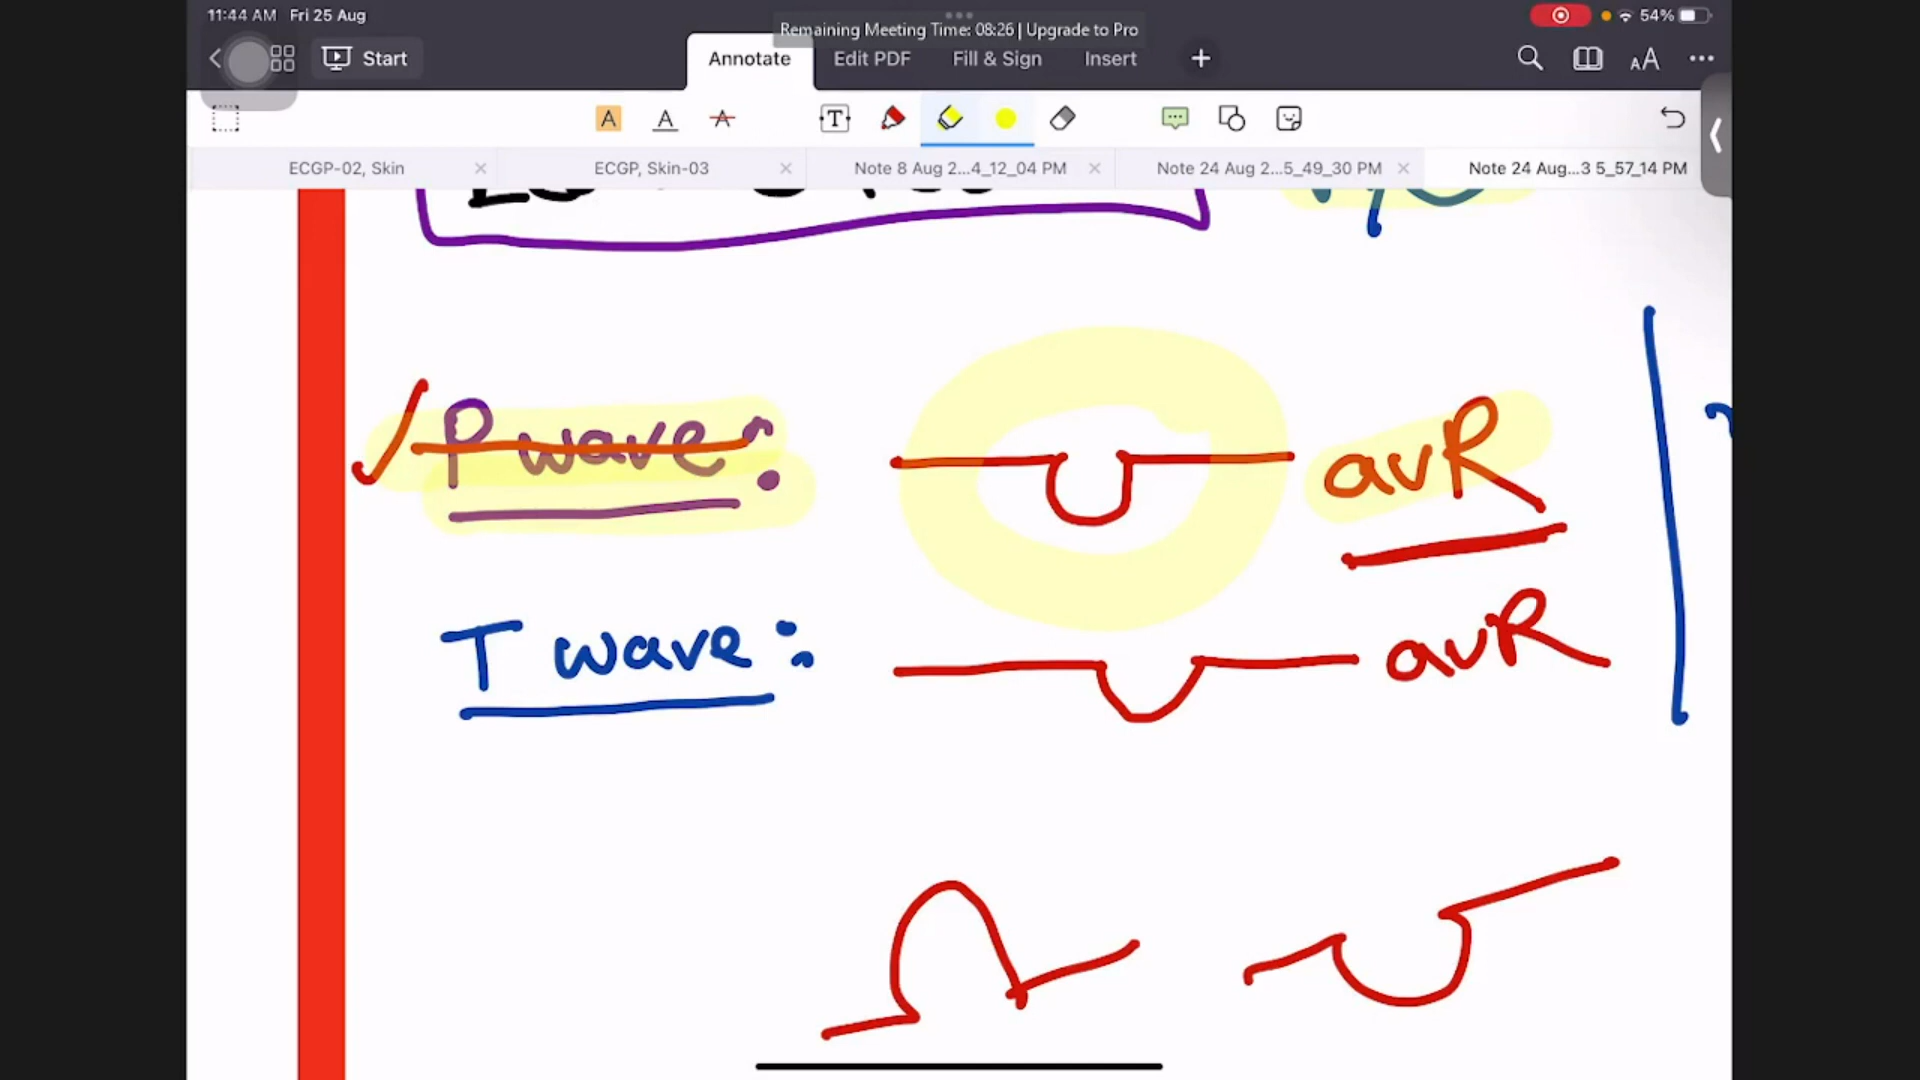 11:44 AM Fri 25 Aug
Remaining Meeting Time: 08:26 | Upgrade to Pro
54%
Start
Annotate Edit PDF Fill & Sign Insert
ECGP-02, Skin ECGP, Skin-03 Note 8 Aug 2...4_12_04 PM Note 24 Aug 2...5_49_30 PM Note 24 Aug...3 5_57_14 PM
P wave: avR
T wave: avR